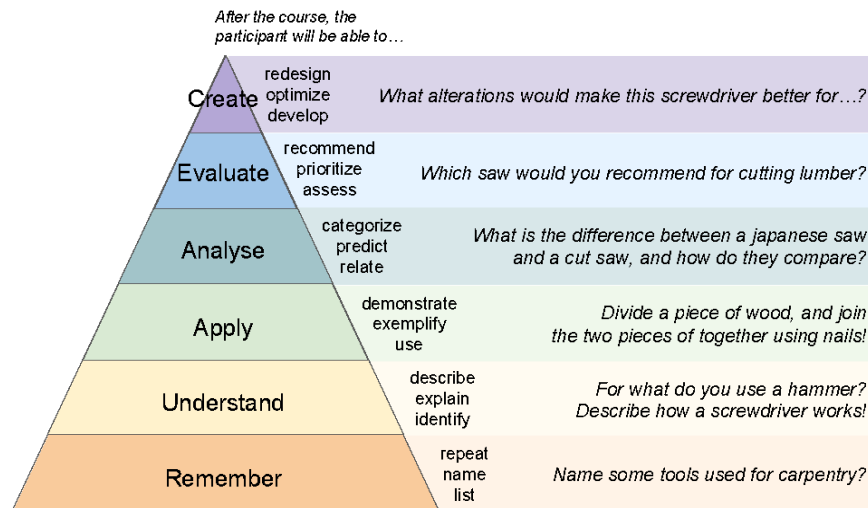 After the course, the
participant will be able to…
Create
redesign
optimize
develop
What alterations would make this screwdriver better for…?
Evaluate
recommend
prioritize
assess
Which saw would you recommend for cutting lumber?
Analyse
categorize
predict
relate
What is the difference between a japanese saw
and a cut saw, and how do they compare?
Apply
demonstrate
exemplify
use
Divide a piece of wood, and join
the two pieces of together using nails!
Understand
describe
explain
identify
For what do you use a hammer?
Describe how a screwdriver works!
Remember
repeat
name
list
Name some tools used for carpentry?